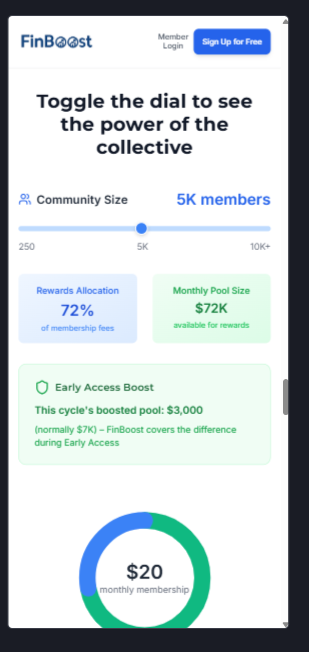 FinBoost
Member
Login
Sign Up for Free
Toggle the dial to see
the power of the
collective
Community Size
5K members
250
5K
10K+
Rewards Allocation
72%
of membership fees
Monthly Pool Size
$72K
available for rewards
Early Access Boost
This cycle's boosted pool: $3,000
(normally $7K) – FinBoost covers the difference
during Early Access
$20
monthly membership